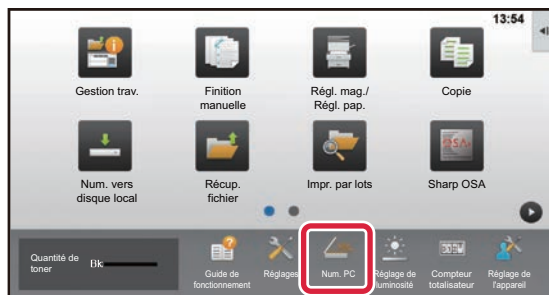 13:54
Gestion trav.
Finition
manuelle
Régl. mag./
Régl. pap.
Copie
Num. vers
disque local
Récup.
fichier
Impr. par lots
Sharp OSA
Quantité de
toner
Bk
Guide de
fonctionnement
Réglages
Num. PC
Réglage de
luminosité
Compteur
totalisateur
Réglage de
l'appareil